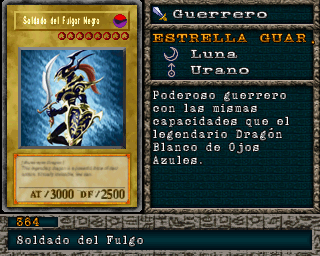 Soldado del Fulgor Negro
AT/3000 DF/2500
Guerrero
ESTRELLA GUAR.
Luna
Urano
Poderoso guerrero
con las mismas
capacidades que el
legendario Dragón
Blanco de Ojos
Azules.
364
Soldado del Fulgo